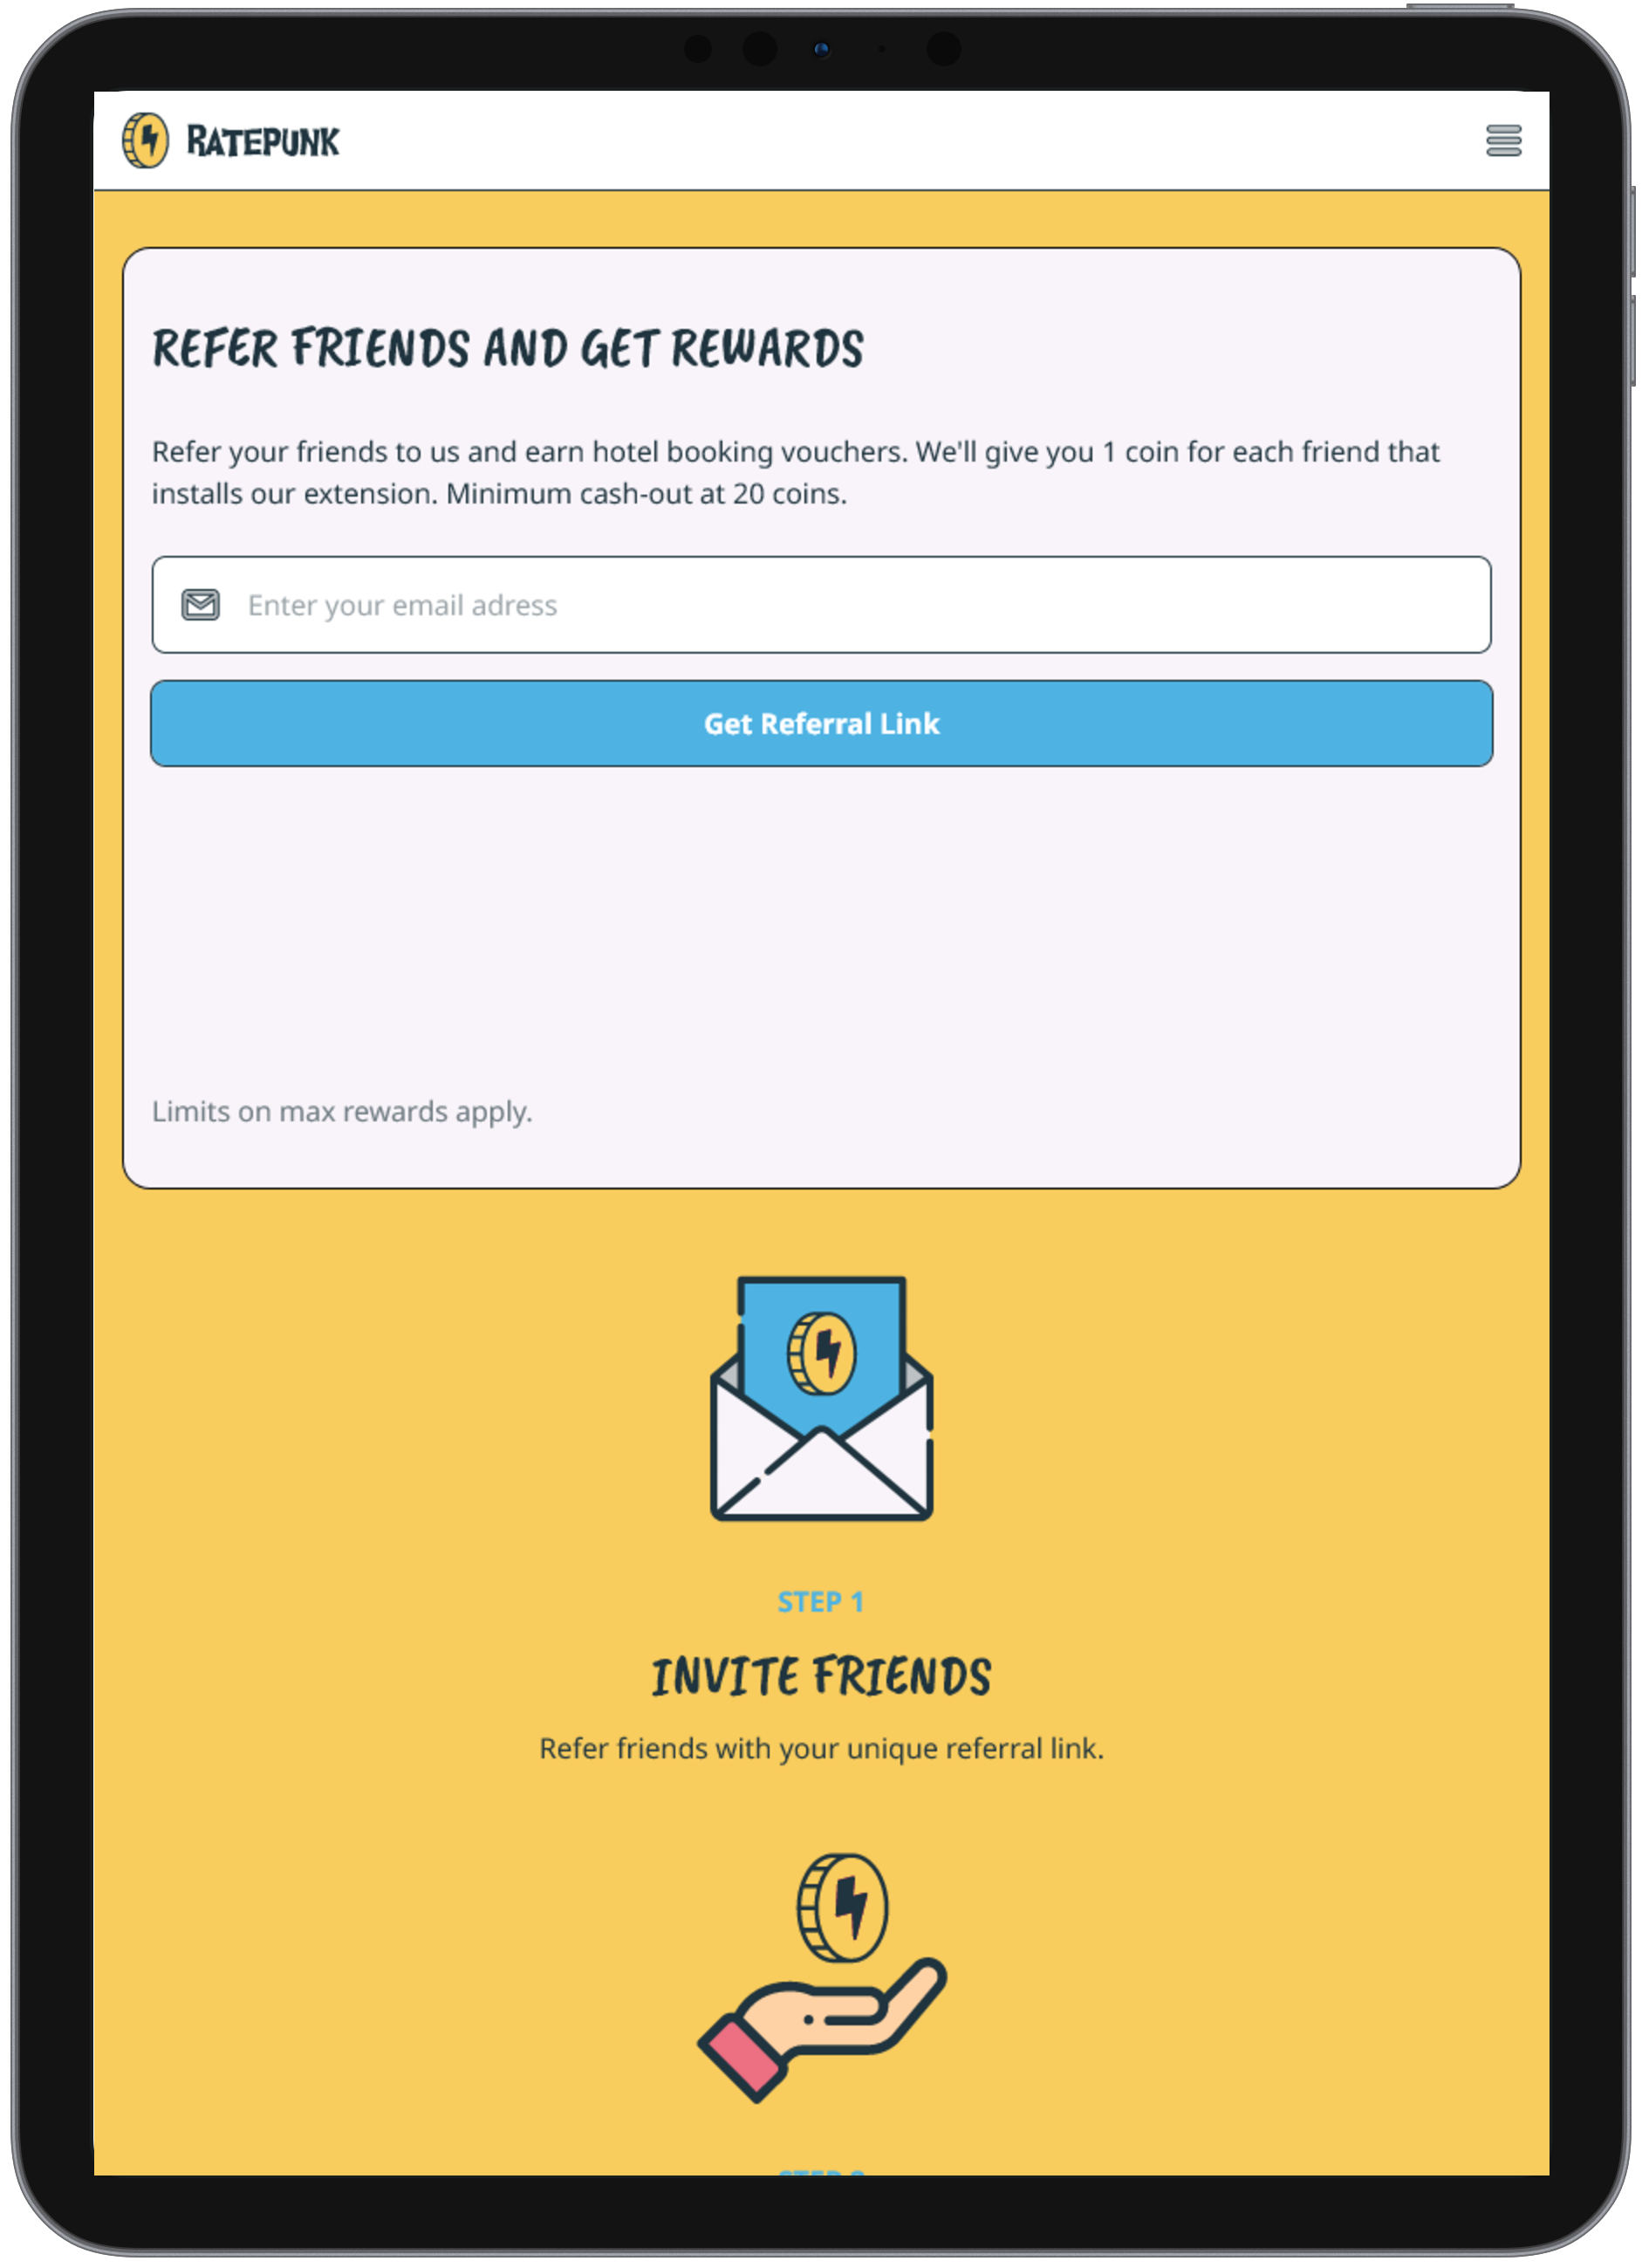 RATEPUNK
REFER FRIENDS AND GET REWARDS
Refer your friends to us and earn hotel booking vouchers. We'll give you 1 coin for each friend that
installs our extension. Minimum cash-out at 20 coins.
Enter your email adress
Get Referral Link
Limits on max rewards apply.
STEP 1
INVITE FRIENDS
Refer friends with your unique referral link.